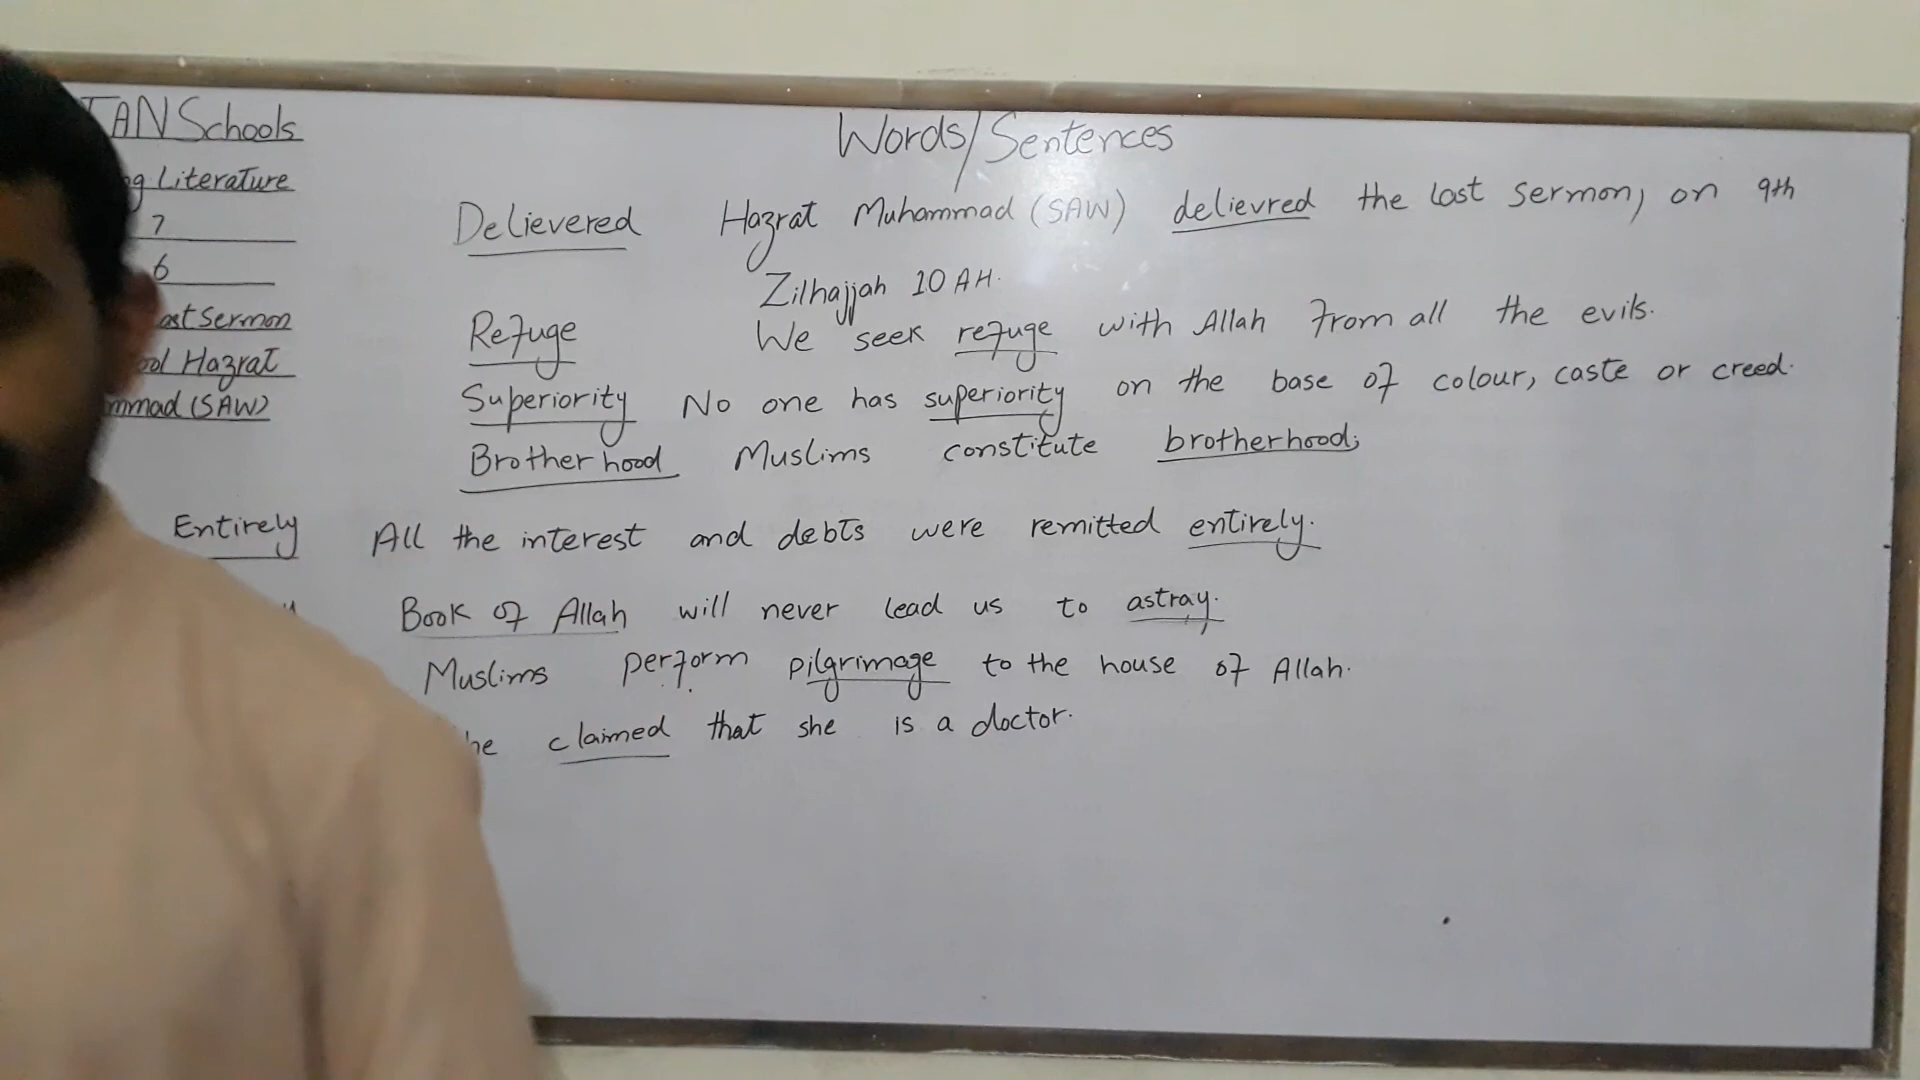 TAN Schools
Literature
7
6
ast Sermon
ool Hazrat
mmad (SAW)
Words/Sentences
Delievered Hazrat Muhammad (SAW) delievred the last sermon, on 9th
Zilhajjah 10 AH.
Refuge We seek refuge with Allah from all the evils.
Superiority No one has superiority on the base of colour, caste or creed.
Brotherhood Muslims constitute brotherhood;
Entirely All the interest and debts were remitted entirely.
Book of Allah will never lead us to astray.
Muslims perform pilgrimage to the house of Allah.
he claimed that she is a doctor.